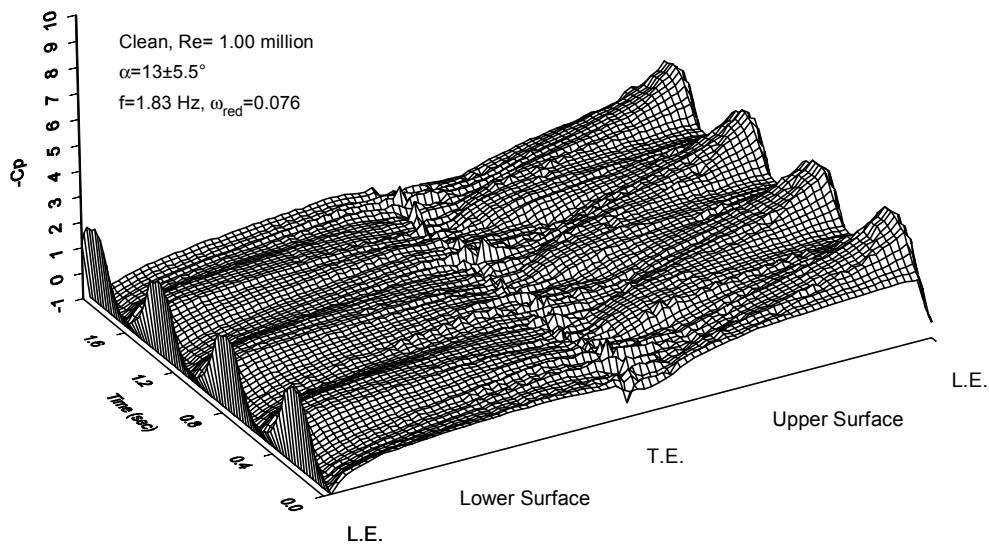 10
9
8
7
6
5
4
3
2
1
0
-1
-Cp
Clean, Re= 1.00 million
α=13±5.5°
f=1.83 Hz, ωred=0.076
1.6
1.2
0.8
0.4
0.0
Time (sec)
L.E.
Upper Surface
T.E.
Lower Surface
L.E.